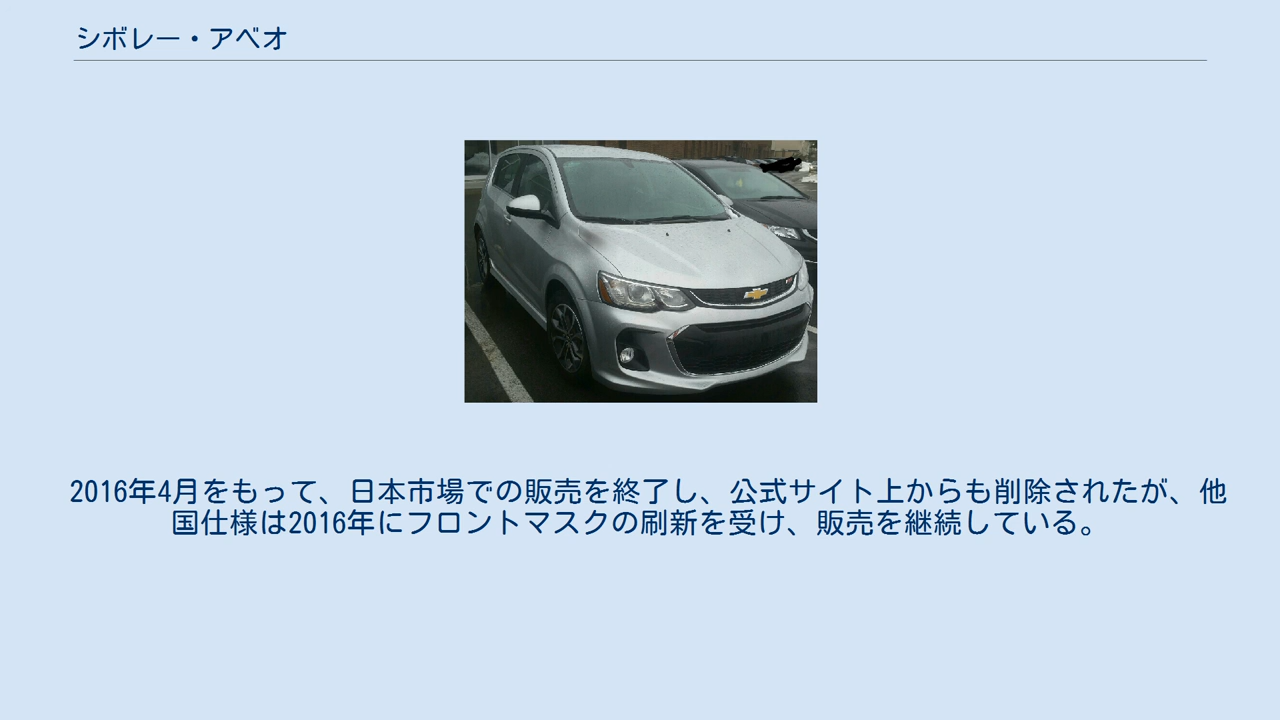 シボレー・アベオ
2016年4月をもって、日本市場での販売を終了し、公式サイト上からも削除されたが、他
国仕様は2016年にフロントマスクの刷新を受け、販売を継続している。